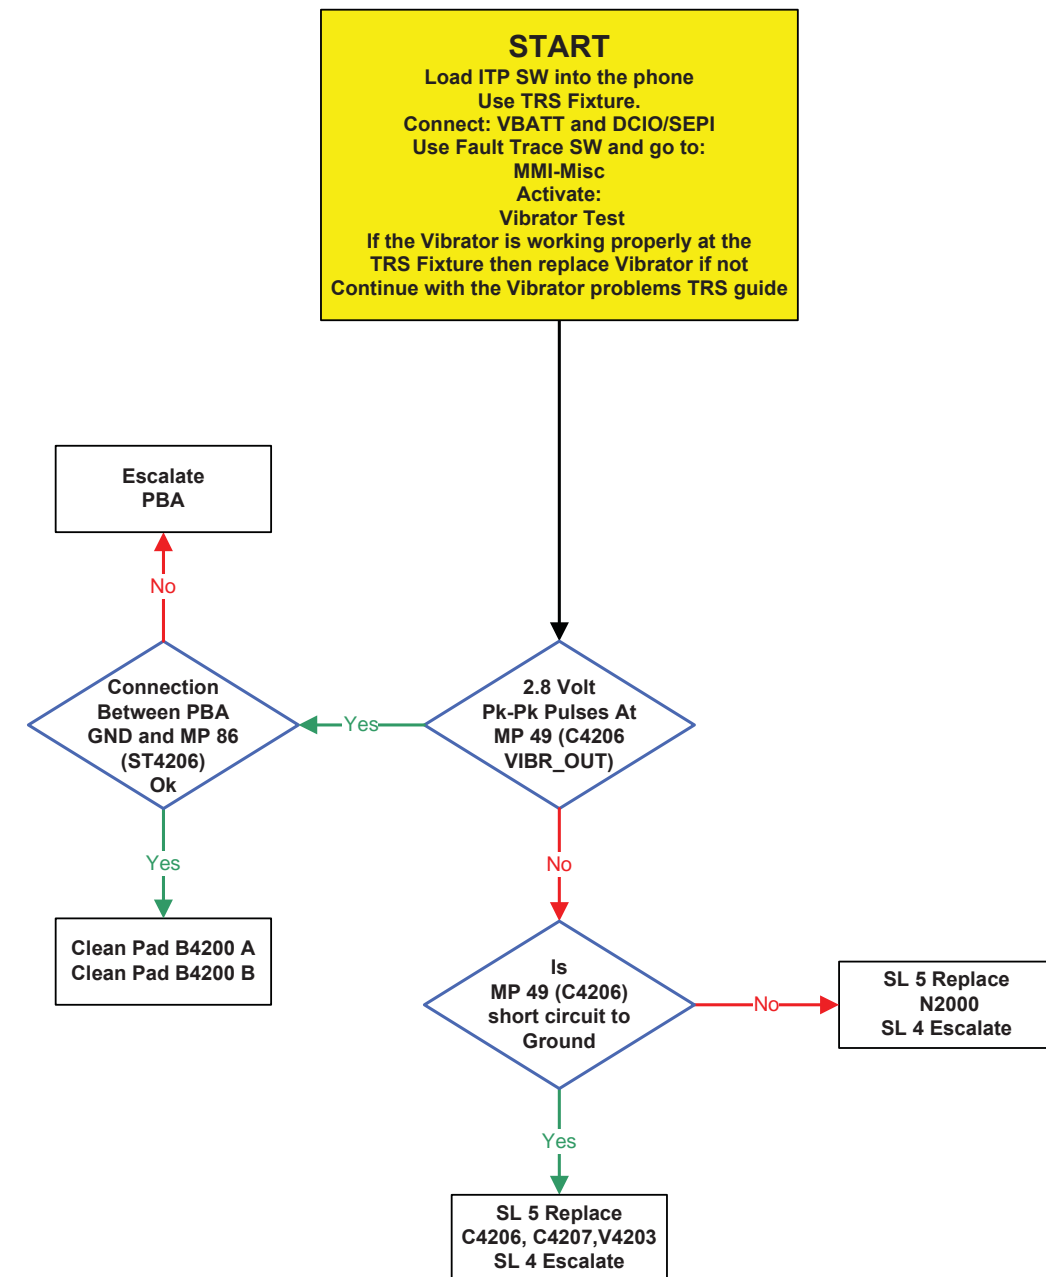 START
Load ITP SW into the phone
Use TRS Fixture.
Connect: VBATT and DCIO/SEPI
Use Fault Trace SW and go to:
MMI-Misc
Activate:
Vibrator Test
If the Vibrator is working properly at the
TRS Fixture then replace Vibrator if not
Continue with the Vibrator problems TRS guide
Escalate
PBA
No
Connection
Between PBA
GND and MP 86
(ST4206)
Ok
Yes
2.8 Volt
Pk-Pk Pulses At
MP 49 (C4206
VIBR_OUT)
Yes
No
Clean Pad B4200 A
Clean Pad B4200 B
Is
MP 49 (C4206)
short circuit to
Ground
No
SL 5 Replace
N2000
SL 4 Escalate
Yes
SL 5 Replace
C4206, C4207,V4203
SL 4 Escalate